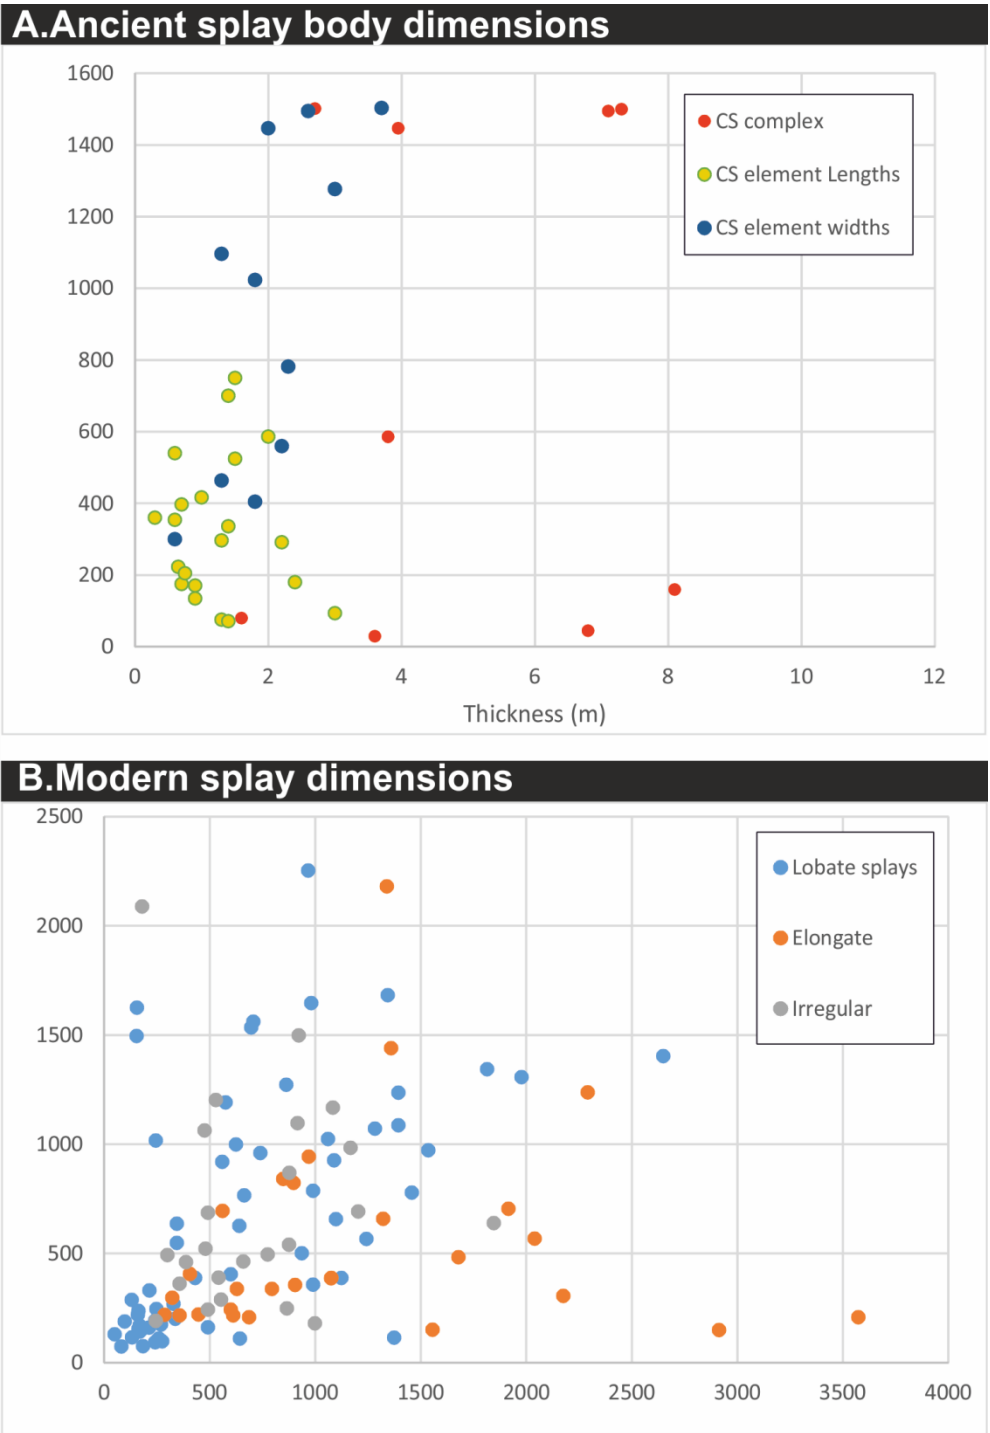 A.Ancient splay body dimensions
1600
1400
1200
1000
800
600
400
200
0
CS complex
CS element Lengths
CS element widths
0 2 4 6 8 10 12
Thickness (m)
B.Modern splay dimensions
2500
2000
1500
1000
500
0
Lobate splays
Elongate
Irregular
0 500 1000 1500 2000 2500 3000 3500 4000